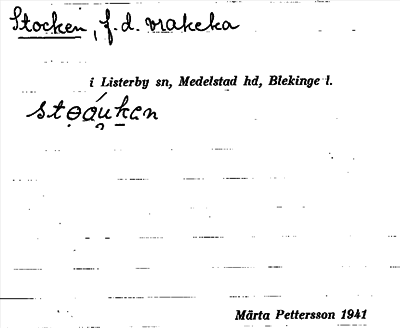 Stocken, f.d. vrakeka
i Listerby sn, Medelstad hd, Blekinge l.
Märta Pettersson 1941